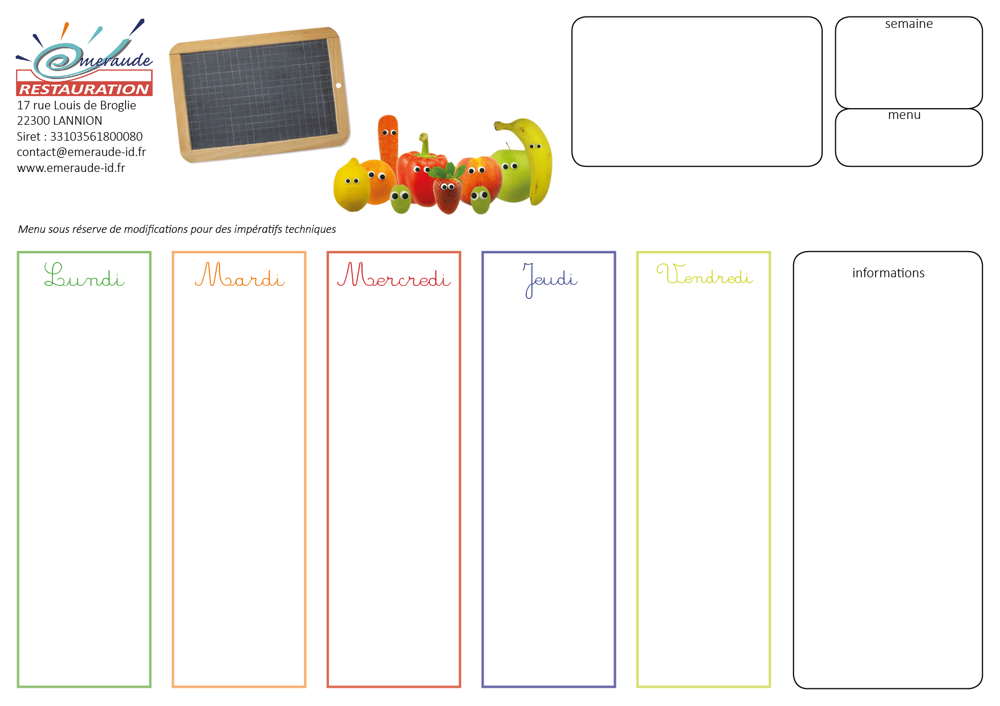 emeraude
RESTAURATION
17 rue Louis de Broglie
22300 LANNION
Siret : 33103561800080
contact@emeraude-id.fr
www.emeraude-id.fr
semaine
menu
Menu sous réserve de modifications pour des impératifs techniques
Lundi
Mardi
Mercredi
Jeudi
Vendredi
informations